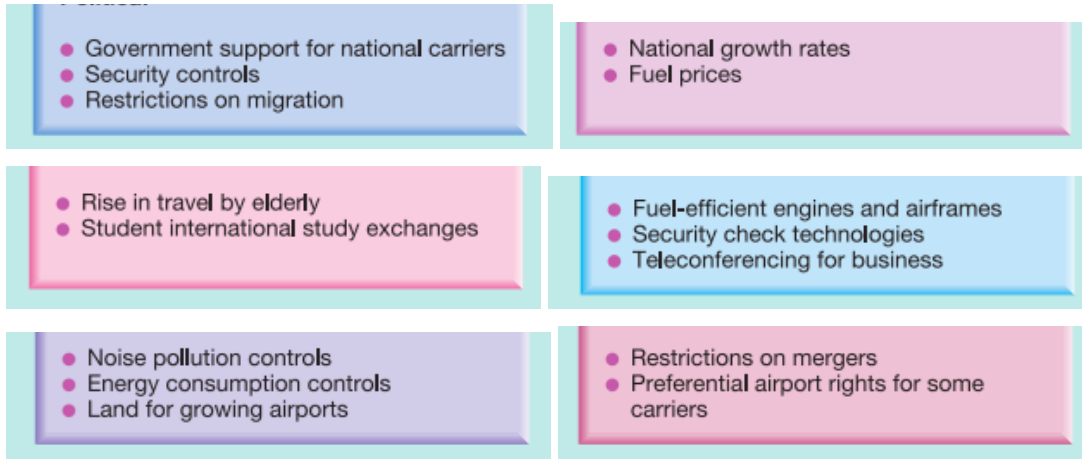 ● Government support for national carriers
● Security controls
● Restrictions on migration
● National growth rates
● Fuel prices
● Rise in travel by elderly
● Student international study exchanges
● Fuel-efficient engines and airframes
● Security check technologies
● Teleconferencing for business
● Noise pollution controls
● Energy consumption controls
● Land for growing airports
● Restrictions on mergers
● Preferential airport rights for some
carriers